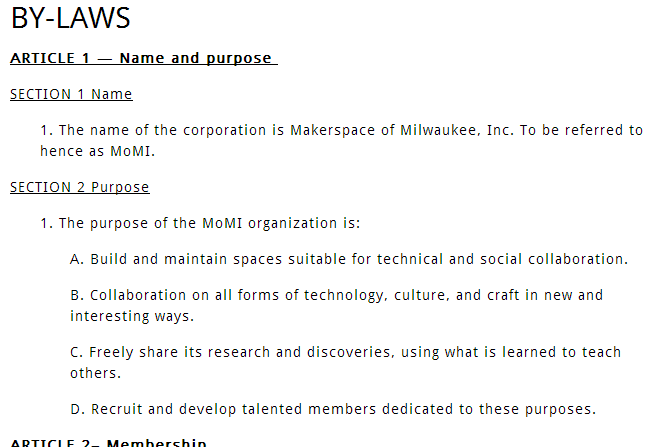 BY-LAWS
ARTICLE 1 — Name and purpose
SECTION 1 Name
1. The name of the corporation is Makerspace of Milwaukee, Inc. To be referred to
hence as MoMI.
SECTION 2 Purpose
1. The purpose of the MoMI organization is:
A. Build and maintain spaces suitable for technical and social collaboration.
B. Collaboration on all forms of technology, culture, and craft in new and
interesting ways.
C. Freely share its research and discoveries, using what is learned to teach
others.
D. Recruit and develop talented members dedicated to these purposes.
ARTICLE 2– Membership